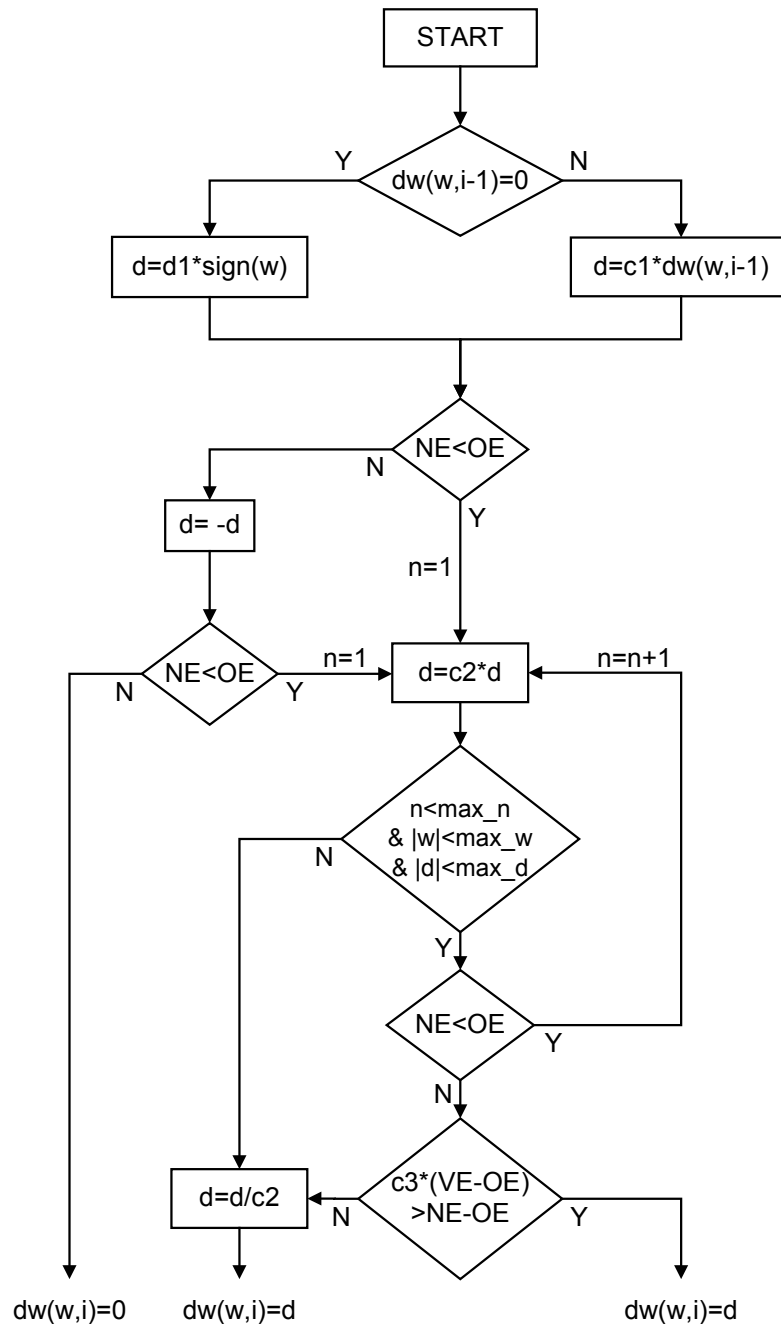 START
Y
N
dw(w,i-1)=0
d=d1*sign(w)
d=c1*dw(w,i-1)
NE<OE
N
Y
d= -d
n=1
NE<OE
N
Y
n=1
d=c2*d
n=n+1
n<max_n
& |w|<max_w
& |d|<max_d
N
Y
NE<OE
Y
N
c3*(VE-OE)
>NE-OE
N
Y
d=d/c2
dw(w,i)=0
dw(w,i)=d
dw(w,i)=d